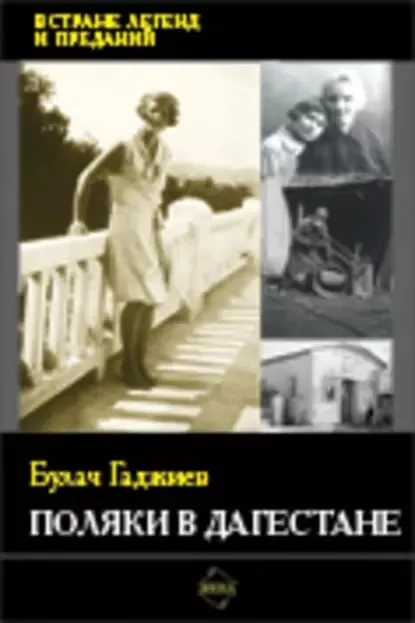 В СТРАНЕ ЛЕГЕНД
И ПРЕДАНИЙ
Булач Гаджиев
ПОЛЯКИ В ДАГЕСТАНЕ